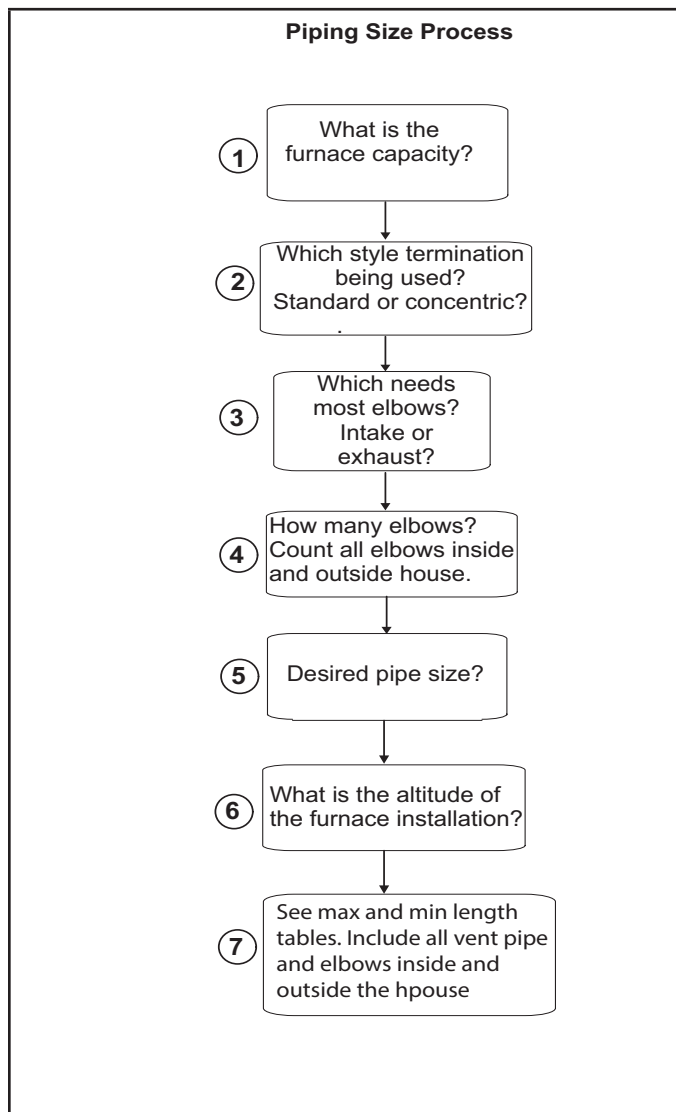 Piping Size Process
1
What is the
furnace capacity?
2
Which style termination
being used?
Standard or concentric?
.
3
Which needs
most elbows?
Intake or
exhaust?
4
How many elbows?
Count all elbows inside
and outside house.
5
Desired pipe size?
6
What is the altitude of
the furnace installation?
7
See max and min length
tables. Include all vent pipe
and elbows inside and
outside the hpouse